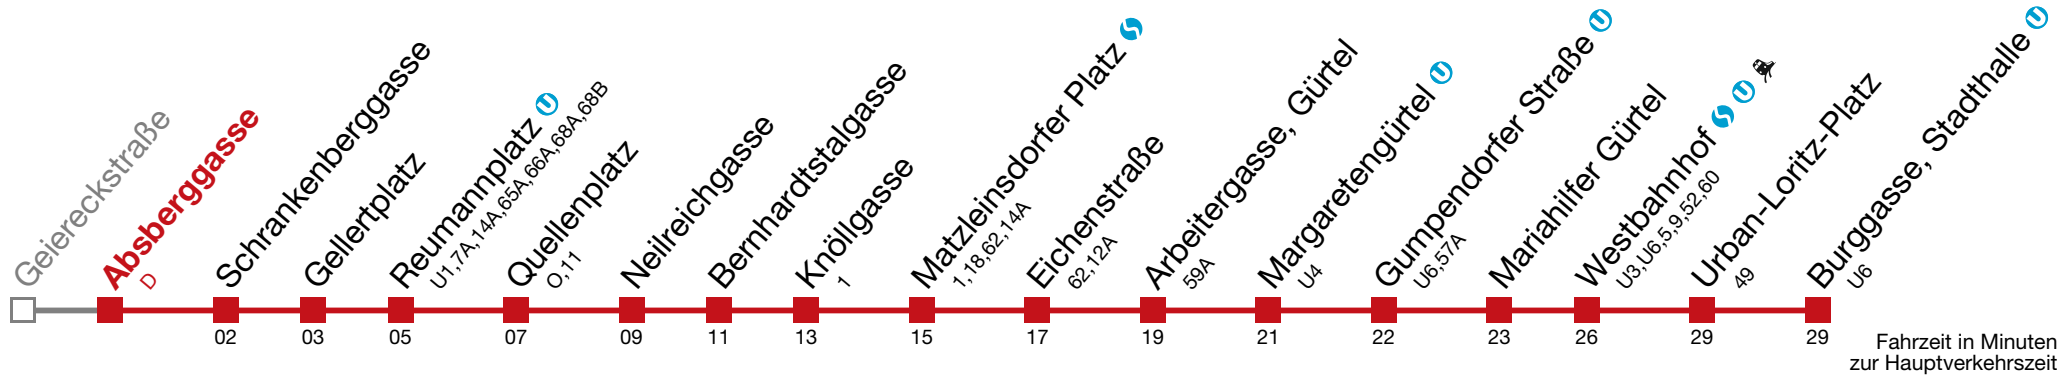 Geiereckstraße
Absberggasse
D
Schrankenberggasse
02
Gellertplatz
03
Reumannplatz
U1,7A,14A,65A,66A,68A,68B
05
Quellenplatz
O,11
07
Neilreichgasse
09
Bernhardtstalgasse
11
Knöllgasse
1
13
Matzleinsdorfer Platz
1,18,62,14A
15
Eichenstraße
62,12A
17
Arbeitergasse, Gürtel
59A
19
Margaretengürtel
U4
21
Gumpendorfer Straße
U6,57A
22
Mariahilfer Gürtel
23
Westbahnhof
U3,U6,5,9,52,60
26
Urban-Loritz-Platz
49
29
Burggasse, Stadthalle
U6
29
Fahrzeit in Minuten
zur Hauptverkehrszeit